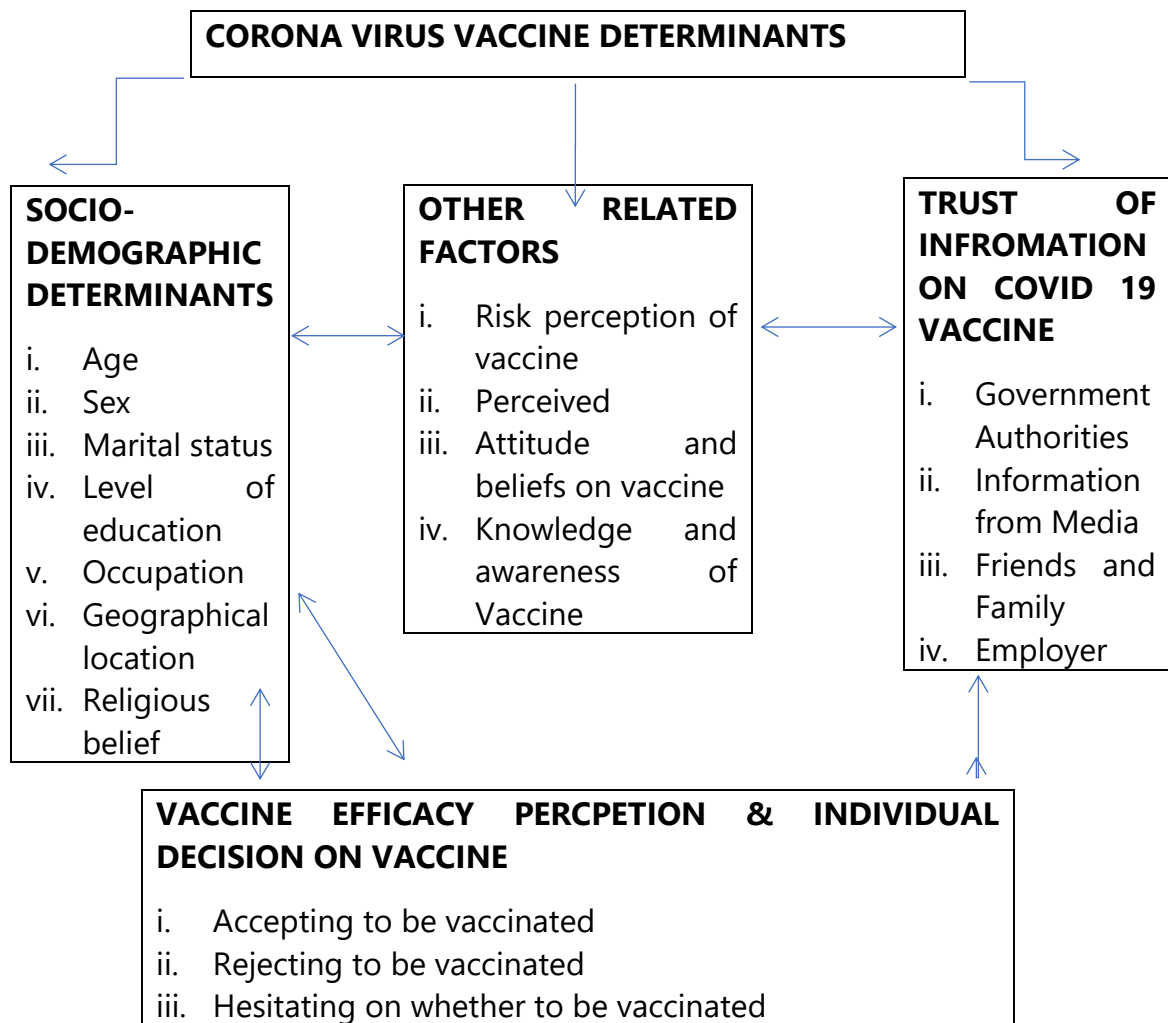 CORONA VIRUS VACCINE DETERMINANTS
SOCIO-
DEMOGRAPHIC
DETERMINANTS
i. Age
ii. Sex
iii. Marital status
iv. Level of
education
v. Occupation
vi. Geographical
location
vii. Religious
belief
OTHER RELATED
FACTORS
i. Risk perception of
vaccine
ii. Perceived
iii. Attitude and
beliefs on vaccine
iv. Knowledge and
awareness of
Vaccine
TRUST OF
INFROMATION
ON COVID 19
VACCINE
i. Government
Authorities
ii. Information
from Media
iii. Friends and
Family
iv. Employer
VACCINE EFFICACY PERCPETION & INDIVIDUAL
DECISION ON VACCINE
i. Accepting to be vaccinated
ii. Rejecting to be vaccinated
iii. Hesitating on whether to be vaccinated